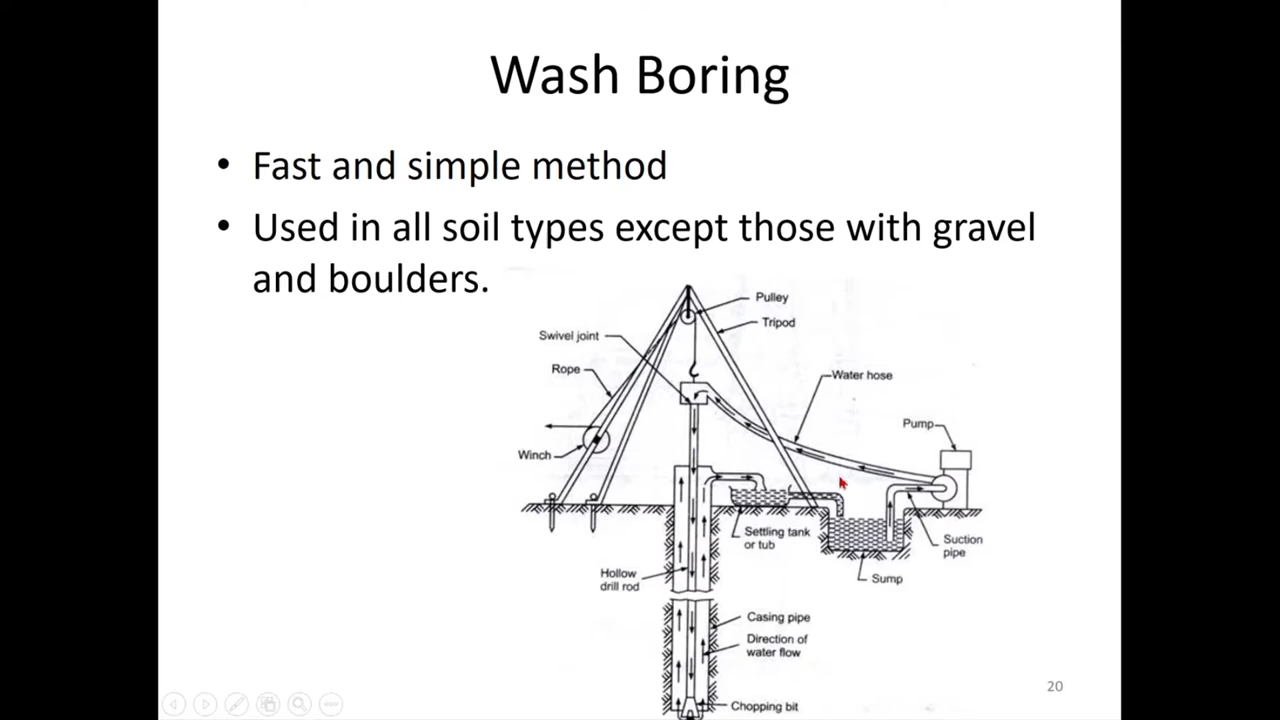 Wash Boring
• Fast and simple method
• Used in all soil types except those with gravel
and boulders.
Pulley
Tripod
Swivel joint
Rope
Water hose
Pump
Winch
Settling tank
or tub
Suction
pipe
Hollow
drill rod
Sump
Casing pipe
Direction of
water flow
Chopping bit
20